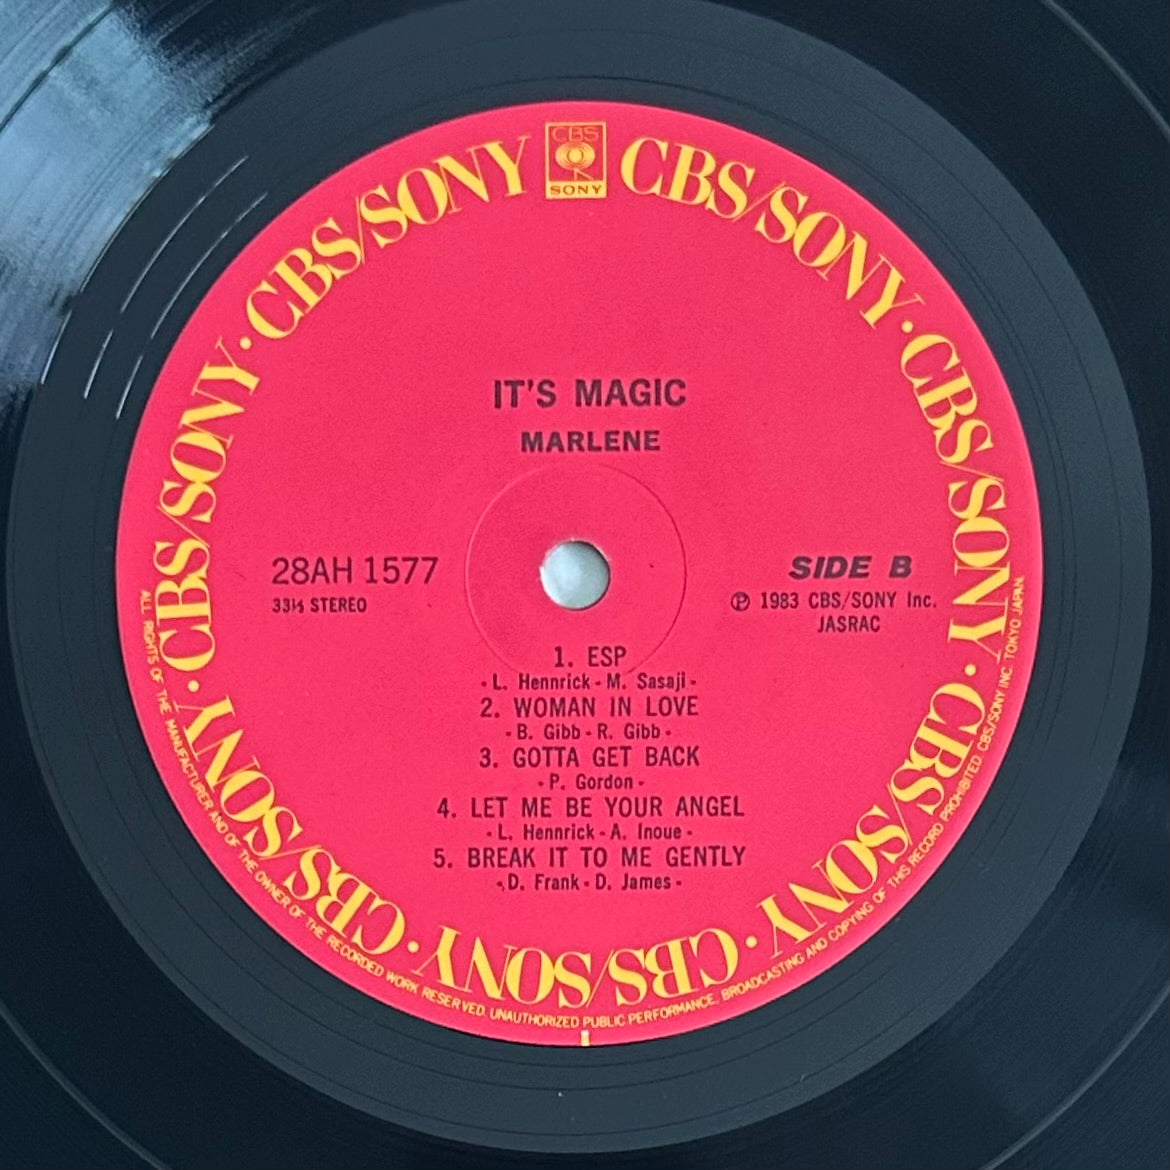 CBS
SONY
CBS/SONY · CBS/SONY · CBS/SONY · CBS/SONY · CBS/SONY · CBS/SONY · CBS/SONY · CBS/SONY
IT'S MAGIC
MARLENE
28AH 1577
33⅓ STEREO
SIDE B
Ⓟ 1983 CBS/SONY Inc.
JASRAC
1. ESP
- L. Hennrick - M. Sasaji -
2. WOMAN IN LOVE
- B. Gibb - R. Gibb -
3. GOTTA GET BACK
- P. Gordon -
4. LET ME BE YOUR ANGEL
- L. Hennrick - A. Inoue -
5. BREAK IT TO ME GENTLY
- D. Frank - D. James -
ALL RIGHTS OF THE MANUFACTURER AND OF THE OWNER OF THE RECORDED WORK RESERVED. UNAUTHORIZED PUBLIC PERFORMANCE, BROADCASTING AND COPYING OF THIS RECORD PROHIBITED CBS/SONY INC. TOKYO JAPAN.